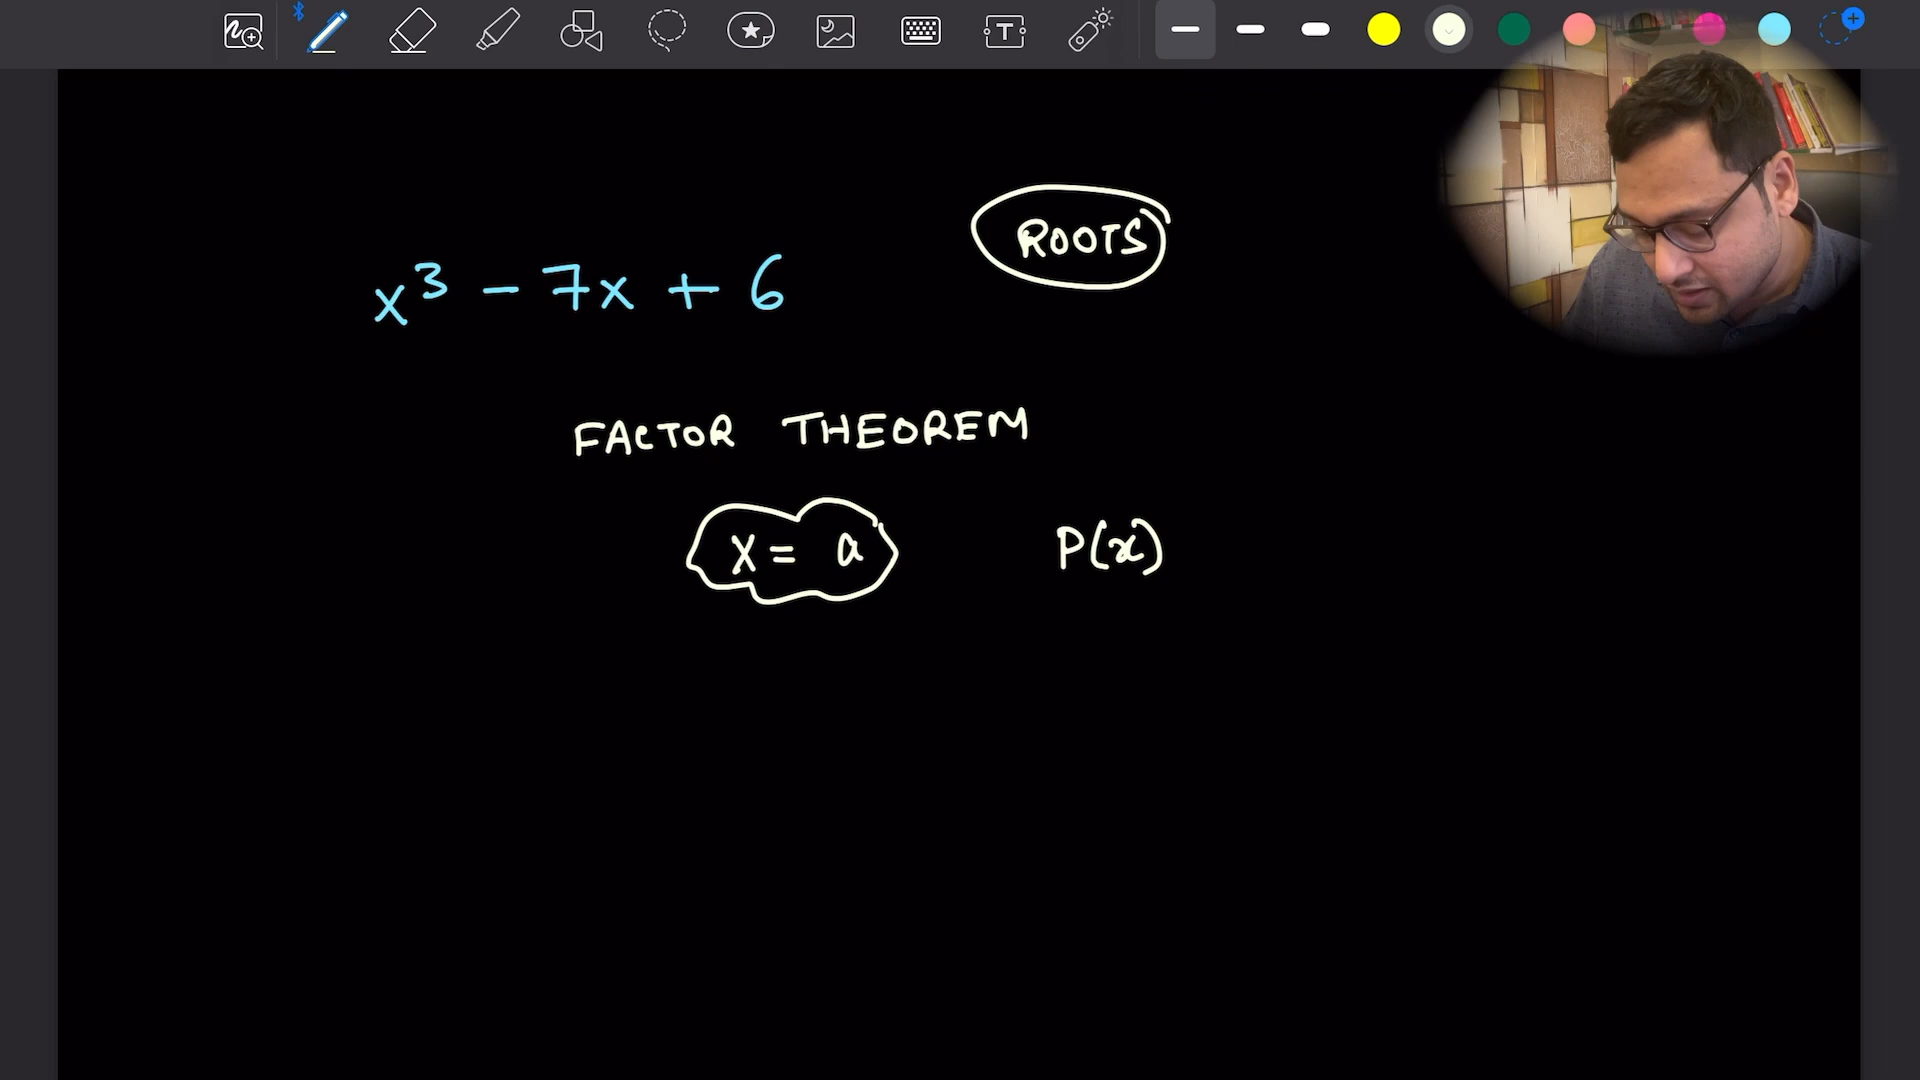 ROOTS
x³ - 7x + 6
FACTOR THEOREM
x = a P(x)